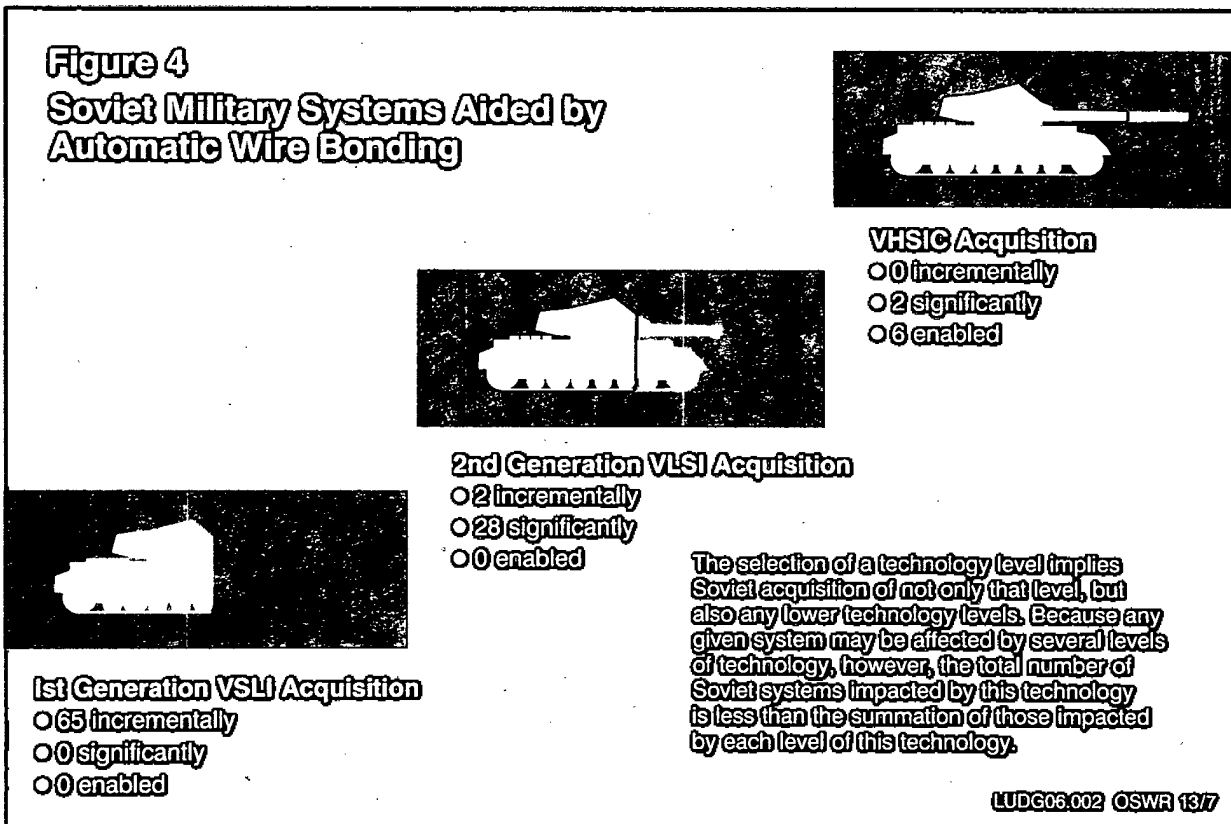 Figure 4
Soviet Military Systems Aided by
Automatic Wire Bonding
VHSIC Acquisition
○ 0 incrementally
○ 2 significantly
○ 6 enabled
2nd Generation VLSI Acquisition
○ 2 incrementally
○ 28 significantly
○ 0 enabled
Ist Generation VSLI Acquisition
○ 65 incrementally
○ 0 significantly
○ 0 enabled
The selection of a technology level implies
Soviet acquisition of not only that level, but
also any lower technology levels. Because any
given system may be affected by several levels
of technology, however, the total number of
Soviet systems impacted by this technology
is less than the summation of those impacted
by each level of this technology.
LUDG06.002 OSWR 13/7